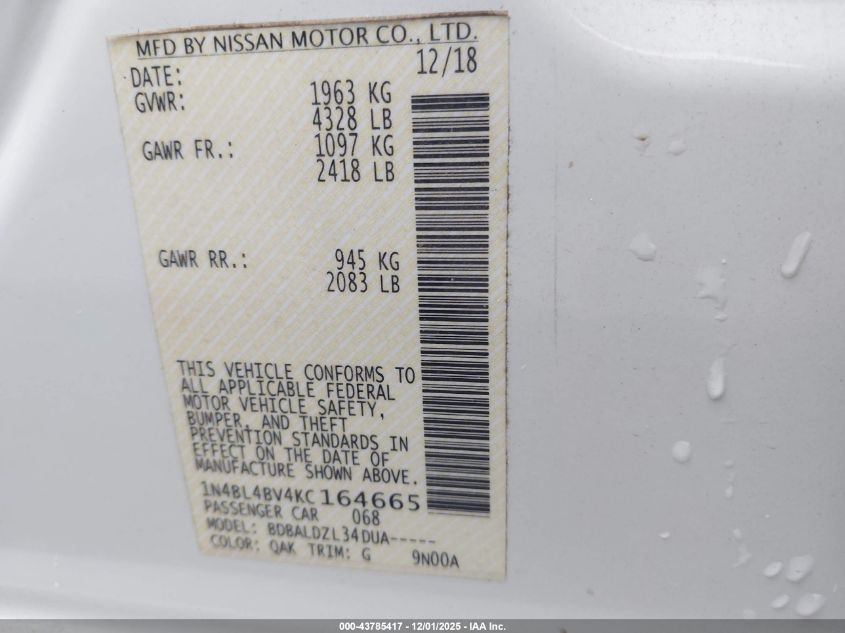 MFD BY NISSAN MOTOR CO., LTD.
DATE: 12/18
GVWR: 1963 KG
4328 LB
GAWR FR.: 1097 KG
2418 LB
GAWR RR.: 945 KG
2083 LB
THIS VEHICLE CONFORMS TO
ALL APPLICABLE FEDERAL
MOTOR VEHICLE SAFETY,
BUMPER, AND THEFT
PREVENTION STANDARDS IN
EFFECT ON THE DATE OF
MANUFACTURE SHOWN ABOVE.
1N4BL4BV4KC164665
PASSENGER CAR 068
MODEL: BDBALDZL34DUA-----
COLOR: QAK TRIM: G 9N00A
000-43785417 - 12/01/2025 - IAA Inc.